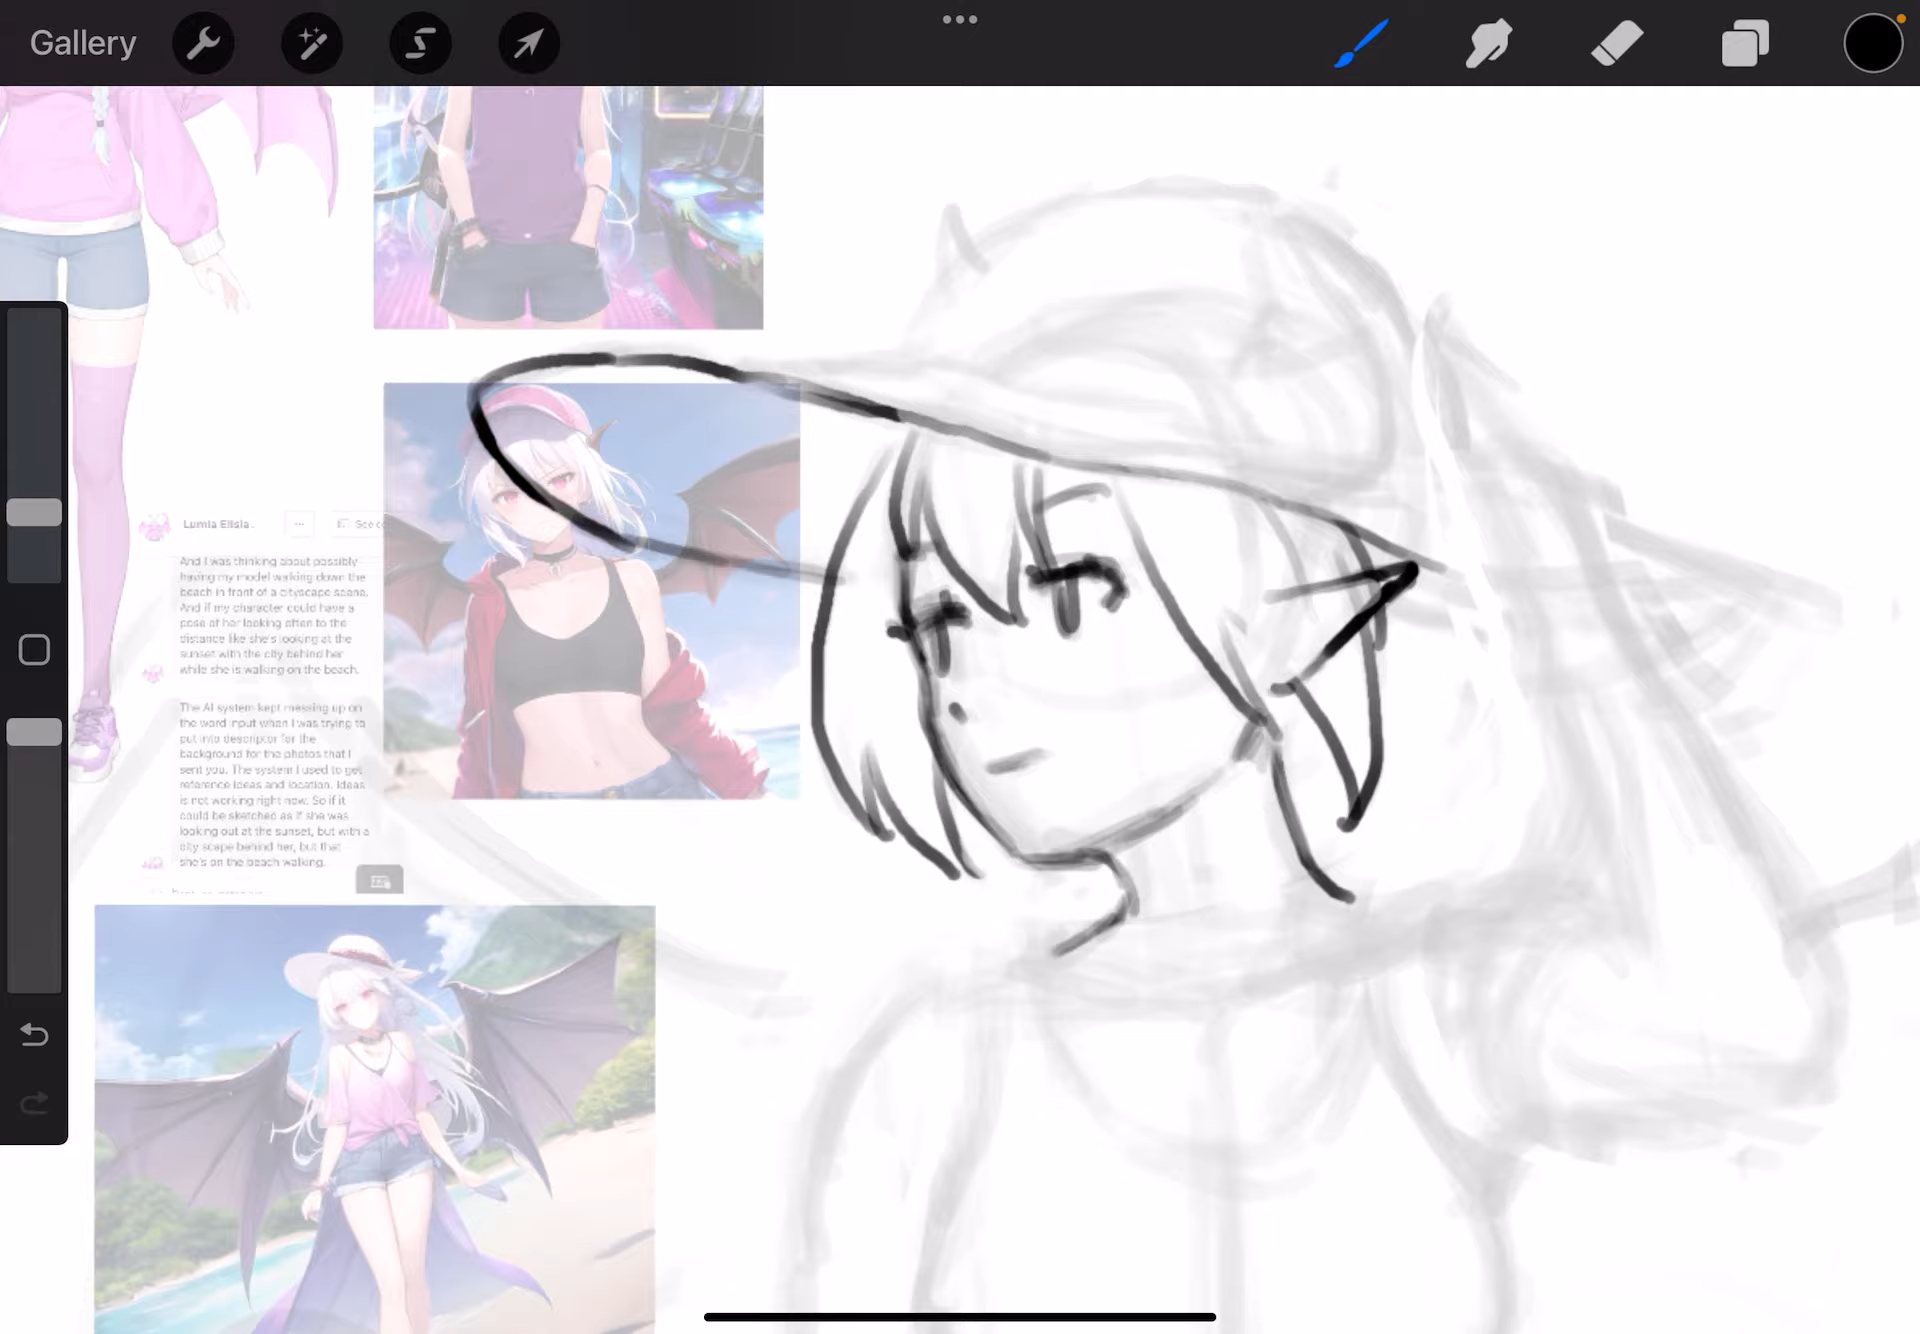 Gallery
Lumia Elisia .
See c
And I was thinking about possibly
having my model walking down the
beach in front of a cityscape scene.
And if my character could have a
pose of her looking often to the
distance like she's looking at the
sunset with the city behind her
while she is walking on the beach.
The AI system kept messing up on
the word input when I was trying to
put into descriptor for the
background for the photos that I
sent you. The system I used to get
reference ideas and location. Ideas
is not working right now. So if it
could be sketched as if she was
looking out at the sunset, but with a
city scape behind her, but that
she's on the beach walking.